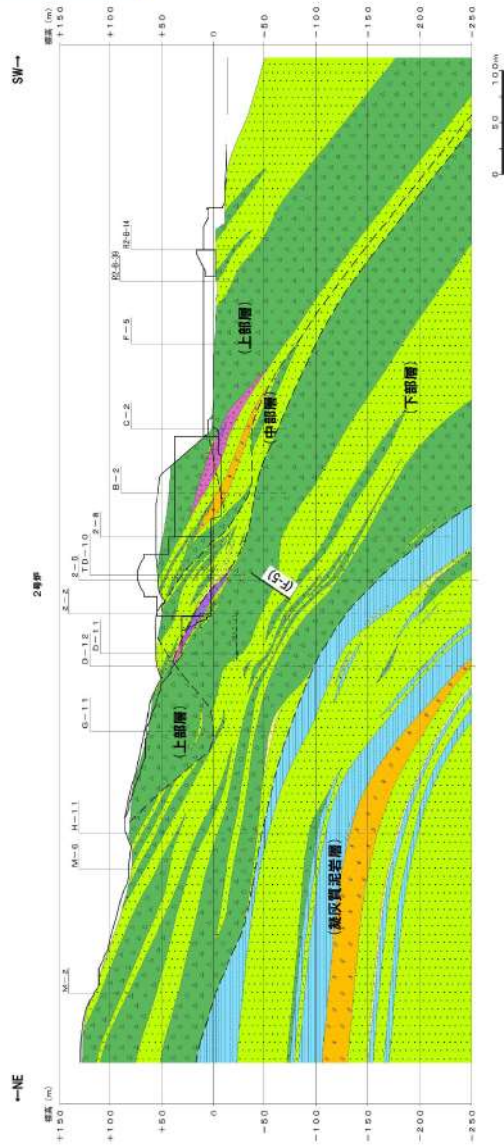 ←NE
2号炉
SW→
標高 (m)
標高 (m)
+150
+100
+50
0
-50
-100
-150
-200
-250
M-2
M-6
H-11
G-11
D-12
D-11
2-2
2-5
TD-10
2-8
B-2
C-2
F-5
R2-B-39
R2-B-14
(上部層)
(上部層)
(中部層)
(F-5)
(下部層)
(凝灰質泥岩層)
+150
+100
+50
0
-50
-100
-150
-200
-250
0
50
100m